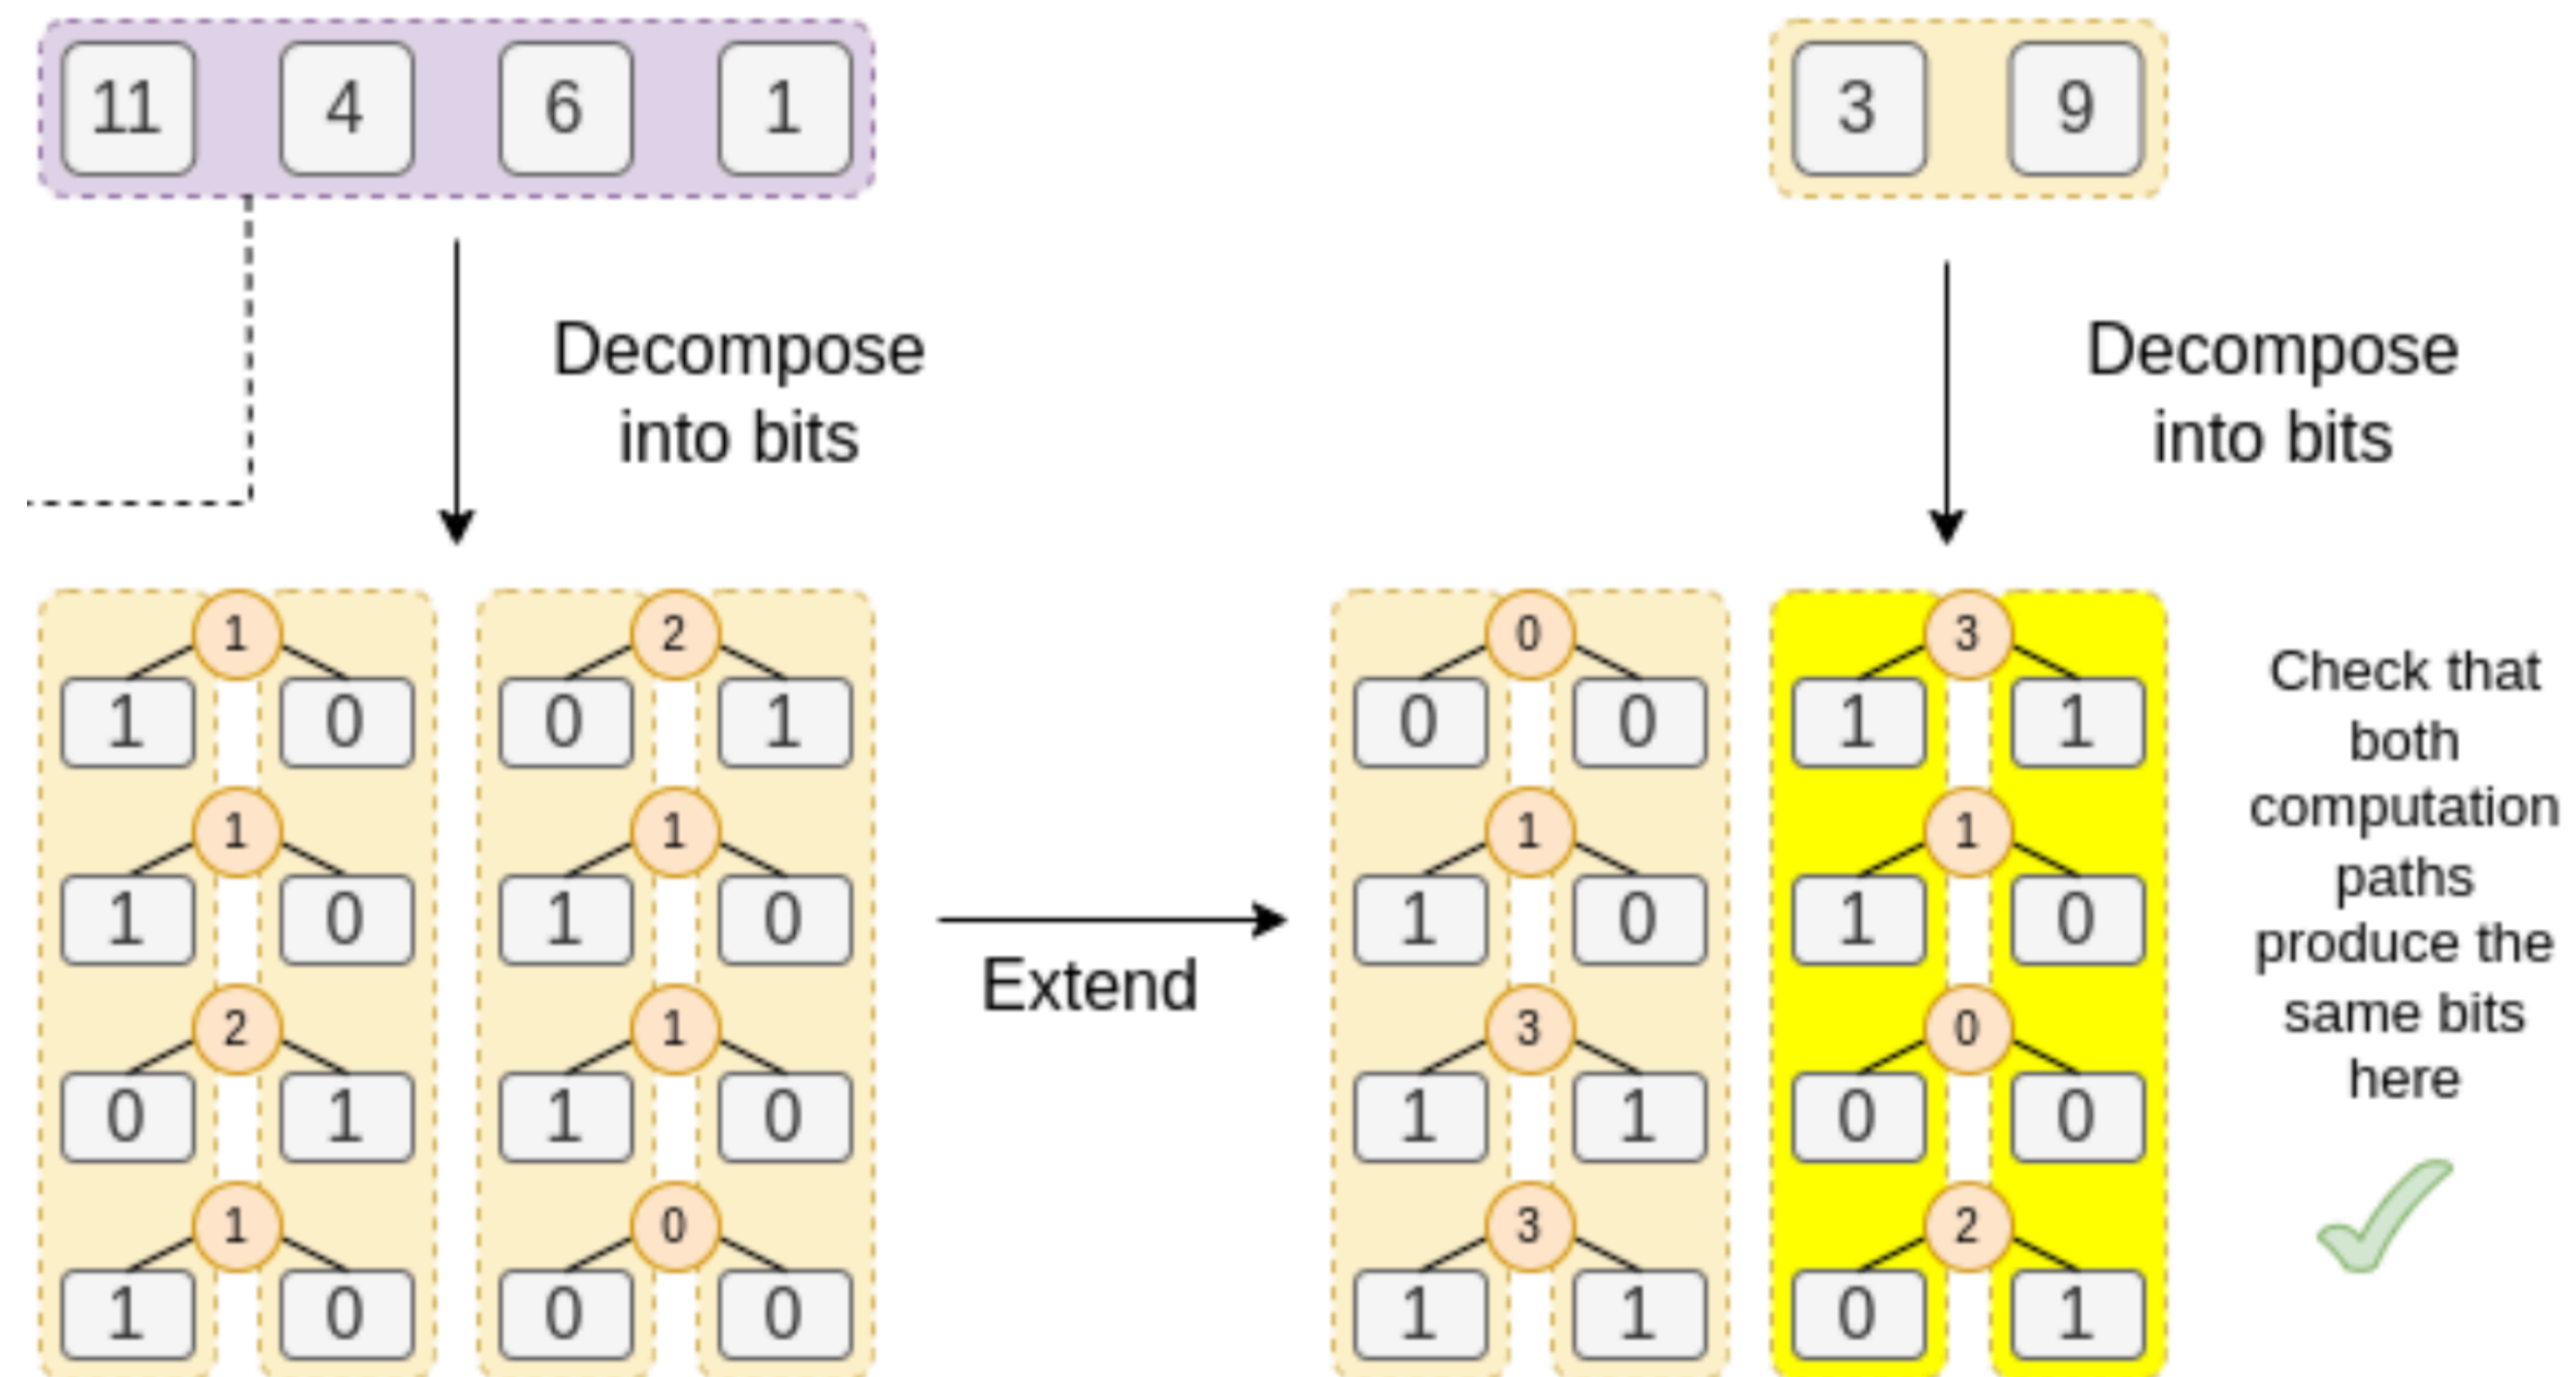 11 4 6 1
3 9
Decompose
into bits
Decompose
into bits
1 2
0 3
1 0 0 1
0 0 1 1
1 1
1 1
1 0 1 0
1 0 1 0
2 1
3 0
0 1 1 0
1 1 0 0
1 0
3 2
1 0 0 0
1 1 0 1
Extend
Check that
both
computation
paths
produce the
same bits
here